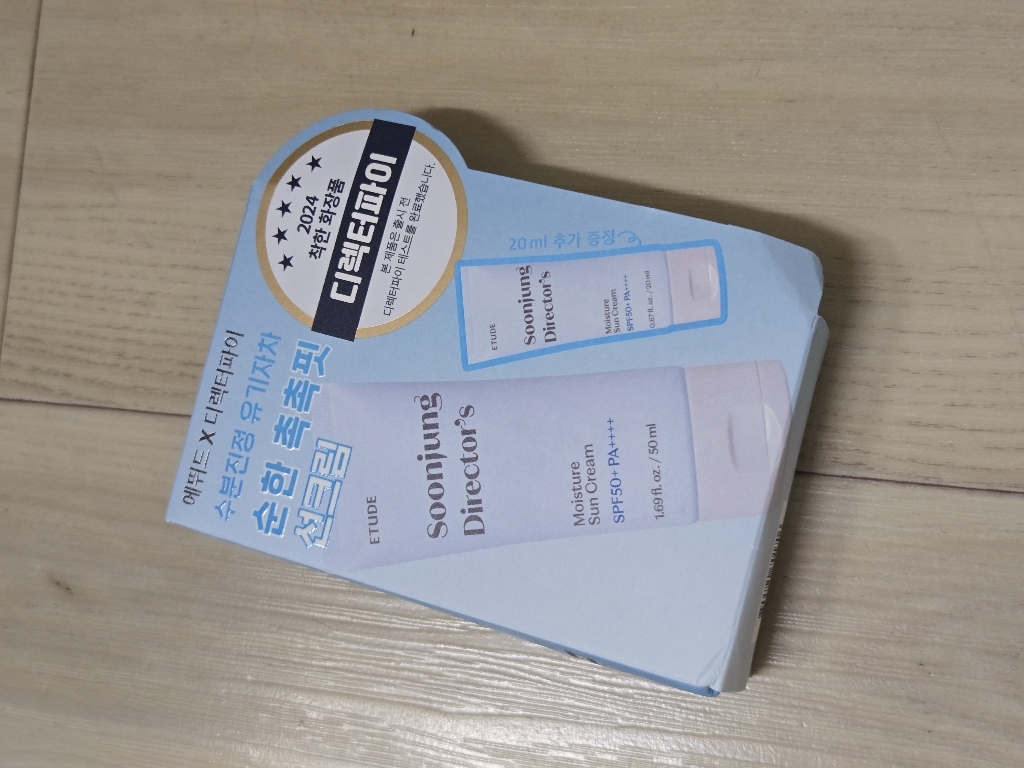 에뛰드 X 디렉터파이
수분진정 유기자차
순한 촉촉핏
선크림
2024
착한 화장품
디렉터파이
본 제품은 출시 전
디렉터파이 테스트를 완료했습니다.
20ml 추가 증정
ETUDE
Soonjung
Director's
Moisture
Sun Cream
SPF50+ PA++++
0.67 fl. oz. / 20 ml
ETUDE
Soonjung
Director's
Moisture
Sun Cream
SPF50+ PA++++
1.69 fl. oz. / 50 ml